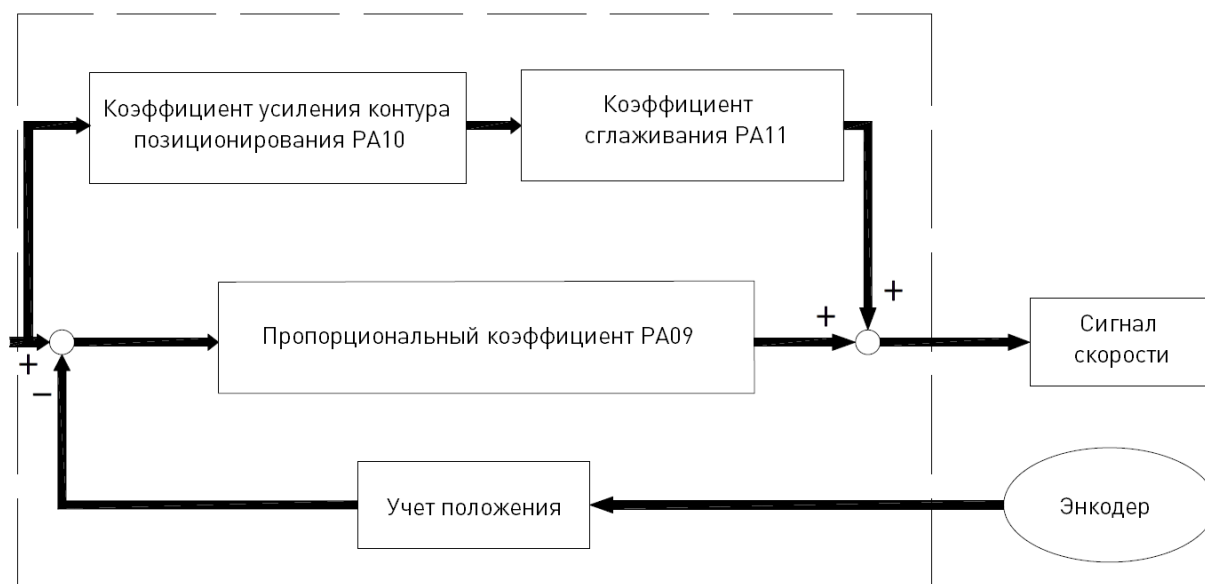 Коэффициент усиления контура
позиционирования PA10
Коэффициент
сглаживания PA11
+
+
Пропорциональный коэффициент PA09
Сигнал
скорости
+
−
Учет положения
Энкодер